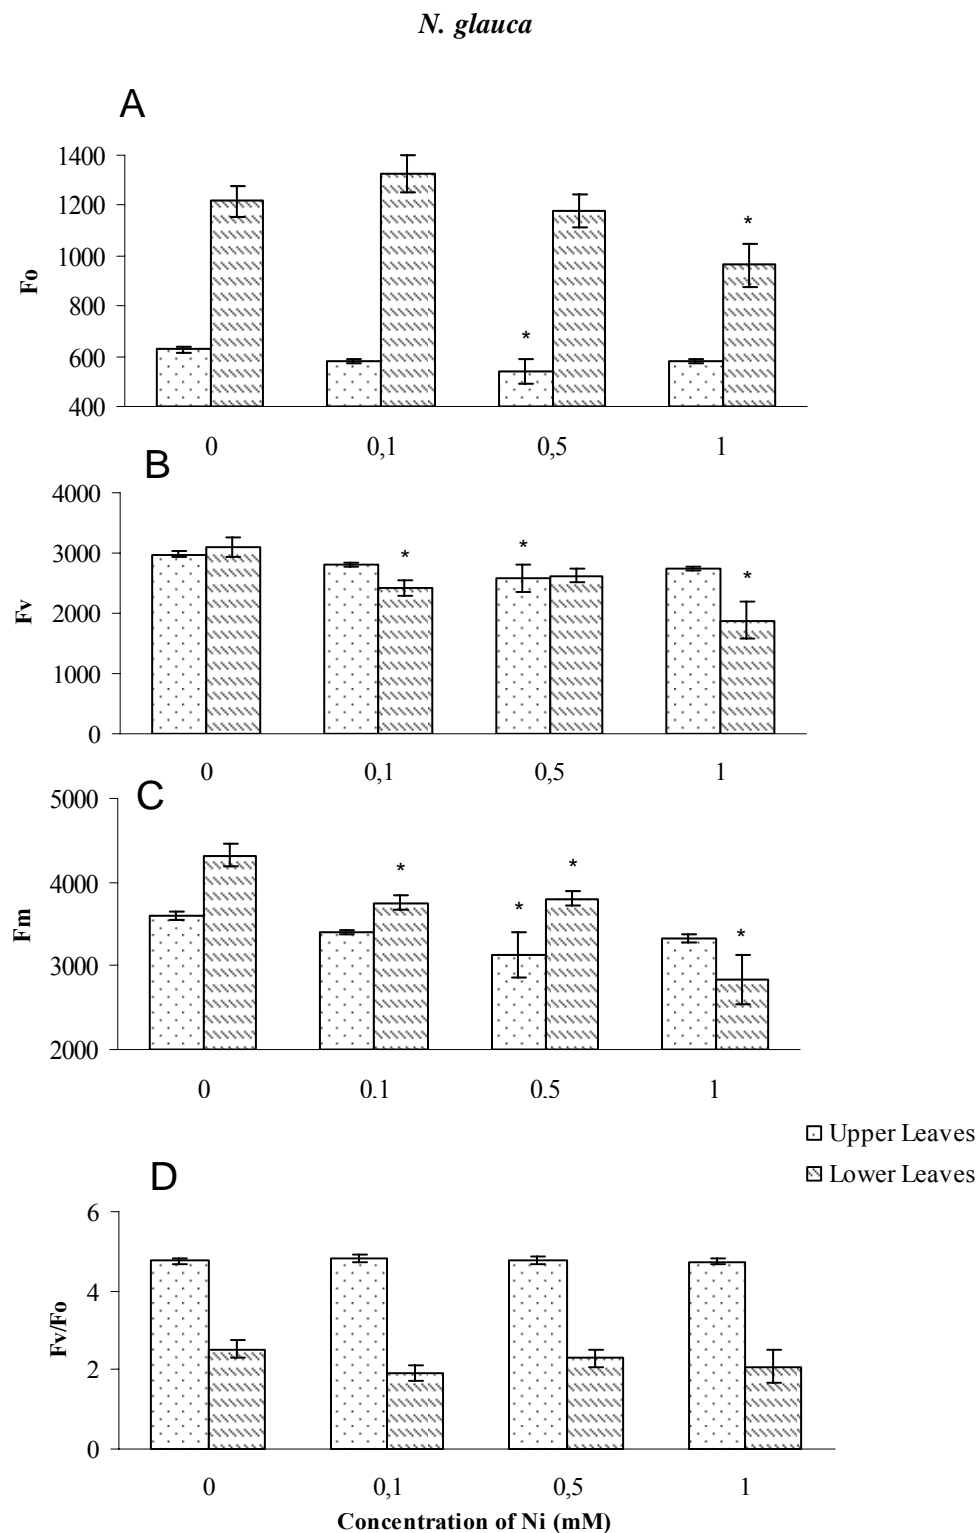 N. glauca
A
1400
1200
1000
800
600
400
Fo
*
*
0 0,1 0,5 1
B
4000
3000
2000
1000
0
Fv
*
*
*
0 0,1 0,5 1
C
5000
4000
3000
2000
Fm
*
*
*
*
0 0,1 0,5 1
Upper Leaves
Lower Leaves
D
6
4
2
0
Fv/Fo
0 0,1 0,5 1
Concentration of Ni (mM)